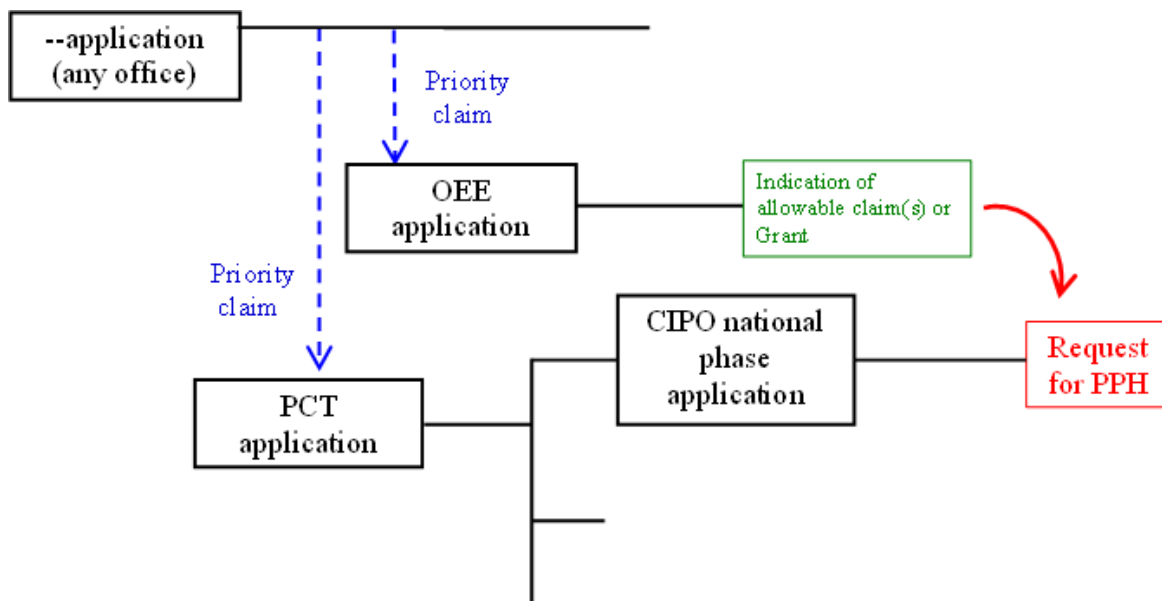 --application
(any office)
Priority
claim
OEE
application
Indication of
allowable claim(s) or
Grant
Priority
claim
CIPO national
phase
application
Request
for PPH
PCT
application